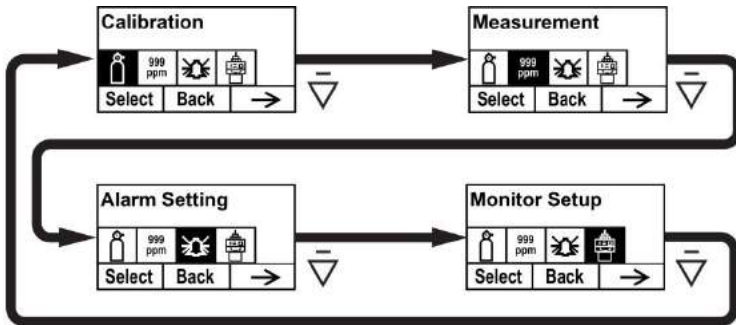 Calibration
999
ppm
Select Back →
Measurement
999
ppm
Select Back →
Alarm Setting
999
ppm
Select Back →
Monitor Setup
999
ppm
Select Back →